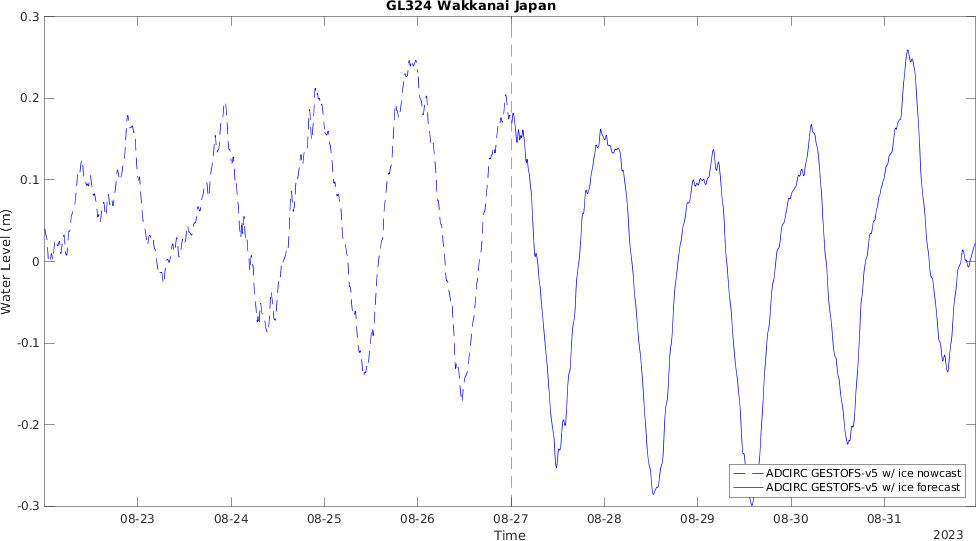 GL324 Wakkanai Japan
0.3
0.2
0.1
0
-0.1
-0.2
-0.3
Water Level (m)
08-23 08-24 08-25 08-26 08-27 08-28 08-29 08-30 08-31
Time
2023
ADCIRC GESTOFS-v5 w/ ice nowcast
ADCIRC GESTOFS-v5 w/ ice forecast